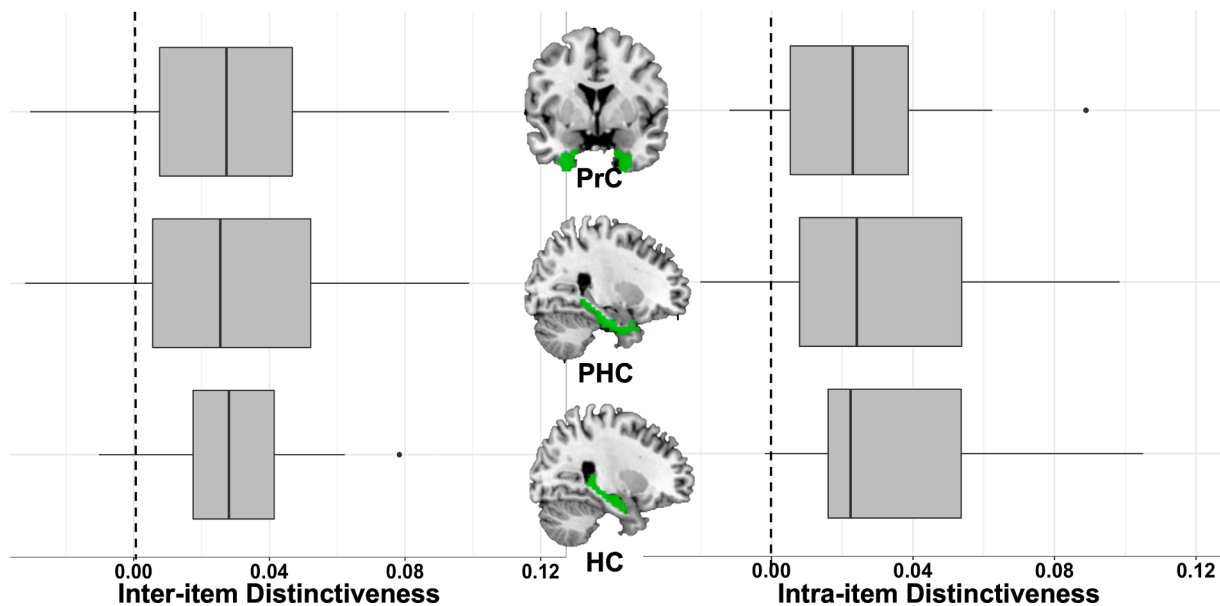 PrC
PHC
HC
0.00 0.04 0.08 0.12
Inter-item Distinctiveness
0.00 0.04 0.08 0.12
Intra-item Distinctiveness